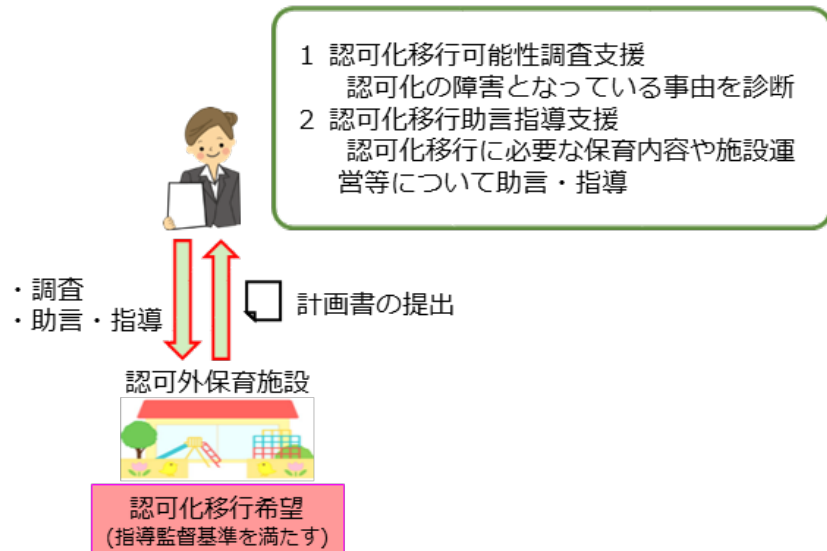 1 認可化移行可能性調査支援
認可化の障害となっている事由を診断
2 認可化移行助言指導支援
認可化移行に必要な保育内容や施設運
営等について助言・指導
・調査
・助言・指導
計画書の提出
認可外保育施設
認可化移行希望
(指導監督基準を満たす)